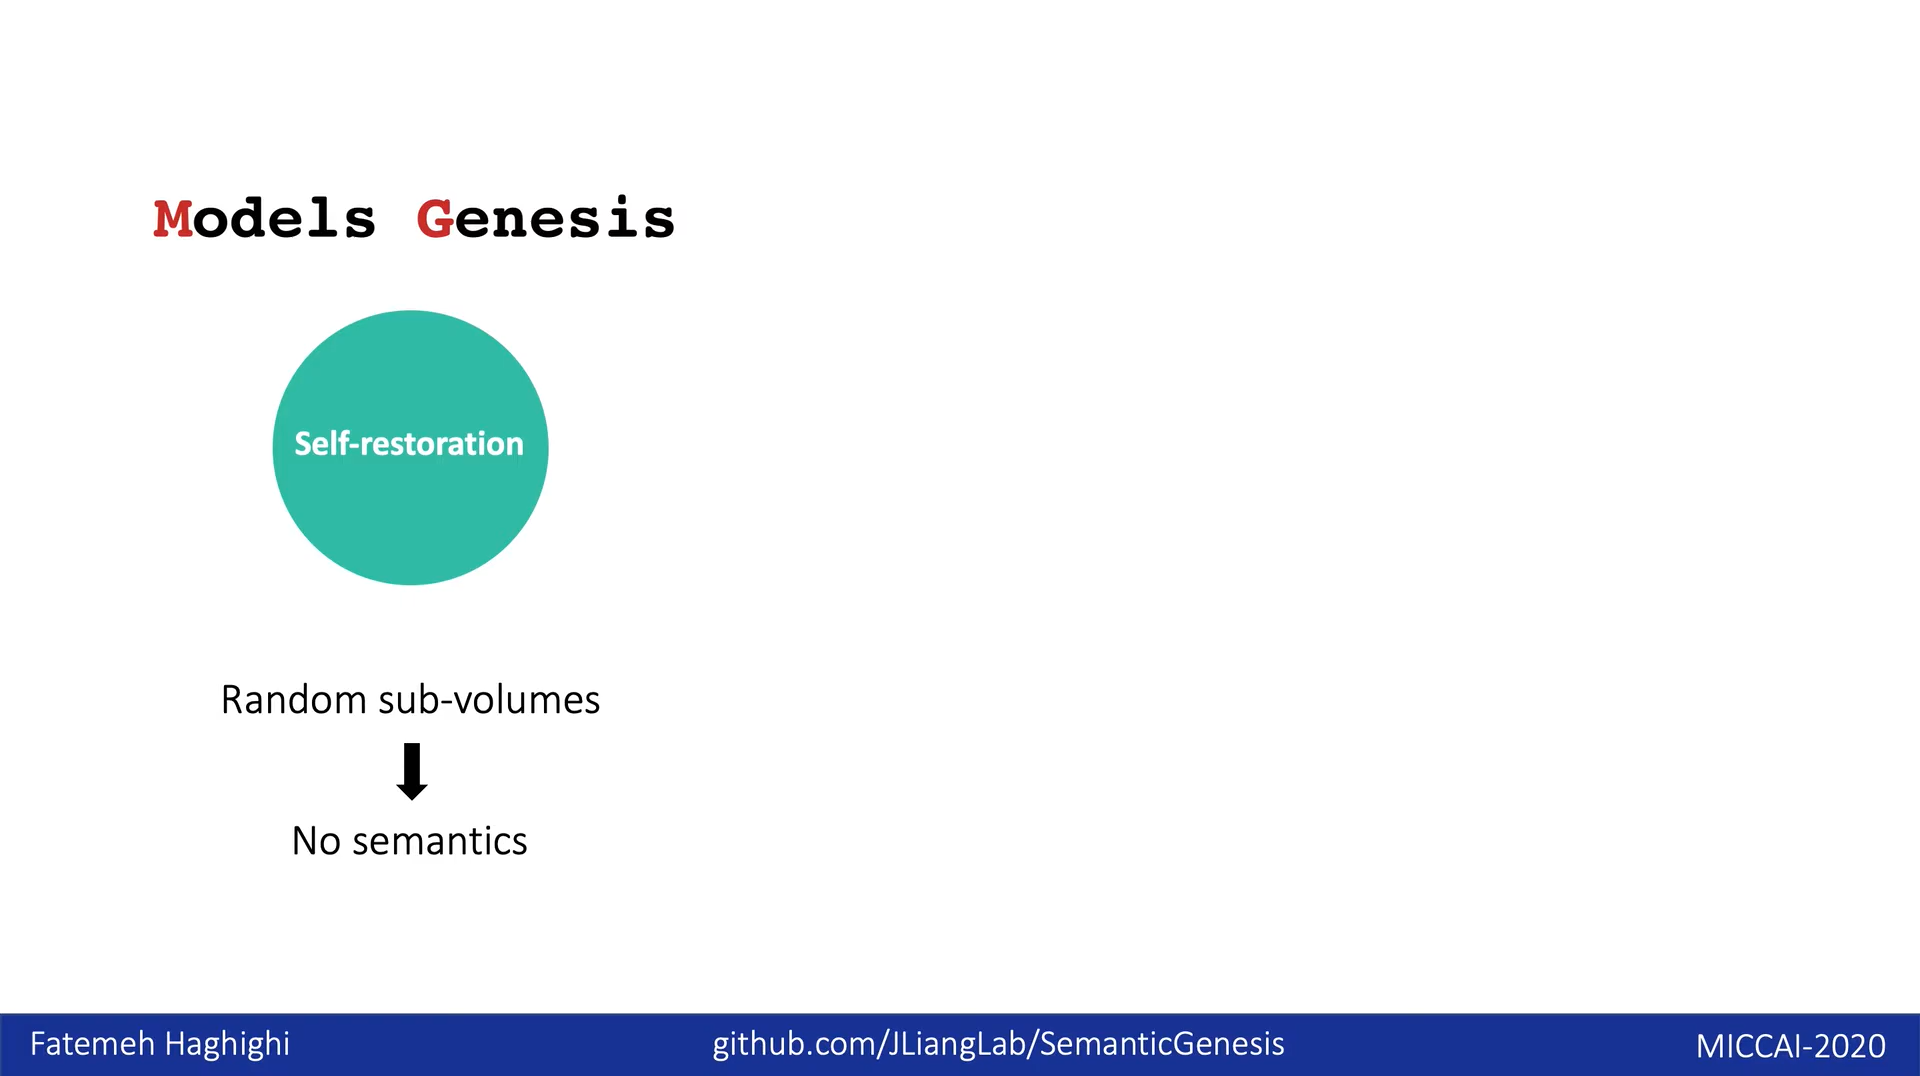 Models Genesis
Self-restoration
Random sub-volumes
No semantics
Fatemeh Haghighi
github.com/JLiangLab/SemanticGenesis
MICCAI-2020